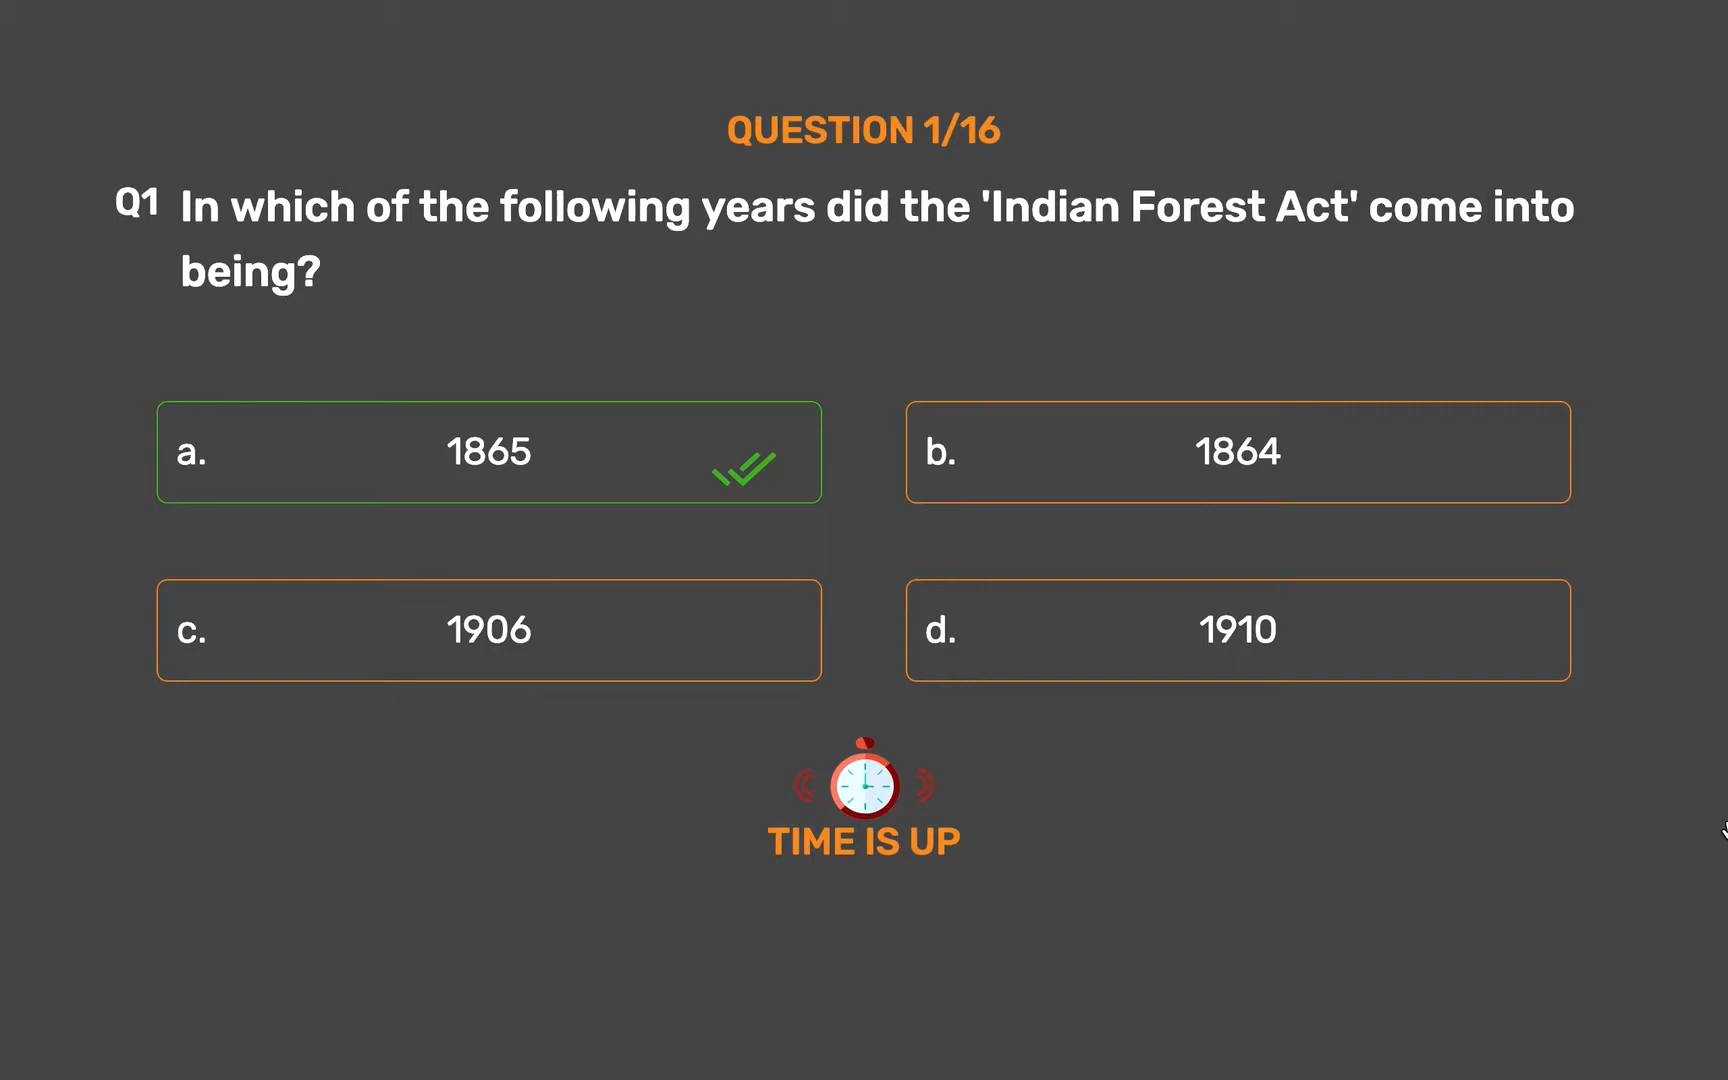 QUESTION 1/16
Q1 In which of the following years did the 'Indian Forest Act' come into
being?
a. 1865
b. 1864
c. 1906
d. 1910
TIME IS UP